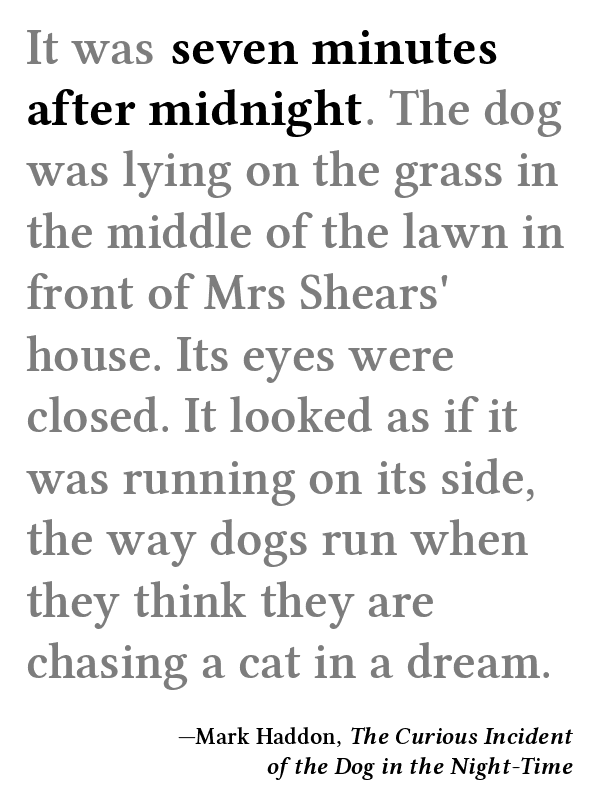 It was seven minutes
after midnight. The dog
was lying on the grass in
the middle of the lawn in
front of Mrs Shears'
house. Its eyes were
closed. It looked as if it
was running on its side,
the way dogs run when
they think they are
chasing a cat in a dream.
—Mark Haddon, The Curious Incident
of the Dog in the Night-Time